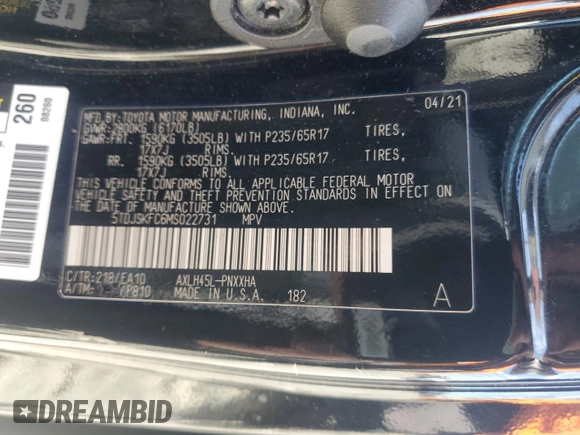 260
08260
MFD. BY: TOYOTA MOTOR MANUFACTURING, INDIANA, INC. 04/21
GVWR: 2800KG (6170LB)
GAWR: FRT. 1590KG (3505LB) WITH P235/65R17 TIRES,
17X7J RIMS.
RR. 1590KG (3505LB) WITH P235/65R17 TIRES,
17X7J RIMS.
THIS VEHICLE CONFORMS TO ALL APPLICABLE FEDERAL MOTOR
VEHICLE SAFETY AND THEFT PREVENTION STANDARDS IN EFFECT ON
THE DATE OF MANUFACTURE SHOWN ABOVE.
5TDJSKFC6MS022731 MPV
C/TR: 218/EA10 AXLH45L-PNXXHA
A/TM: /P810 MADE IN U.S.A. 182 A
DREAMBID